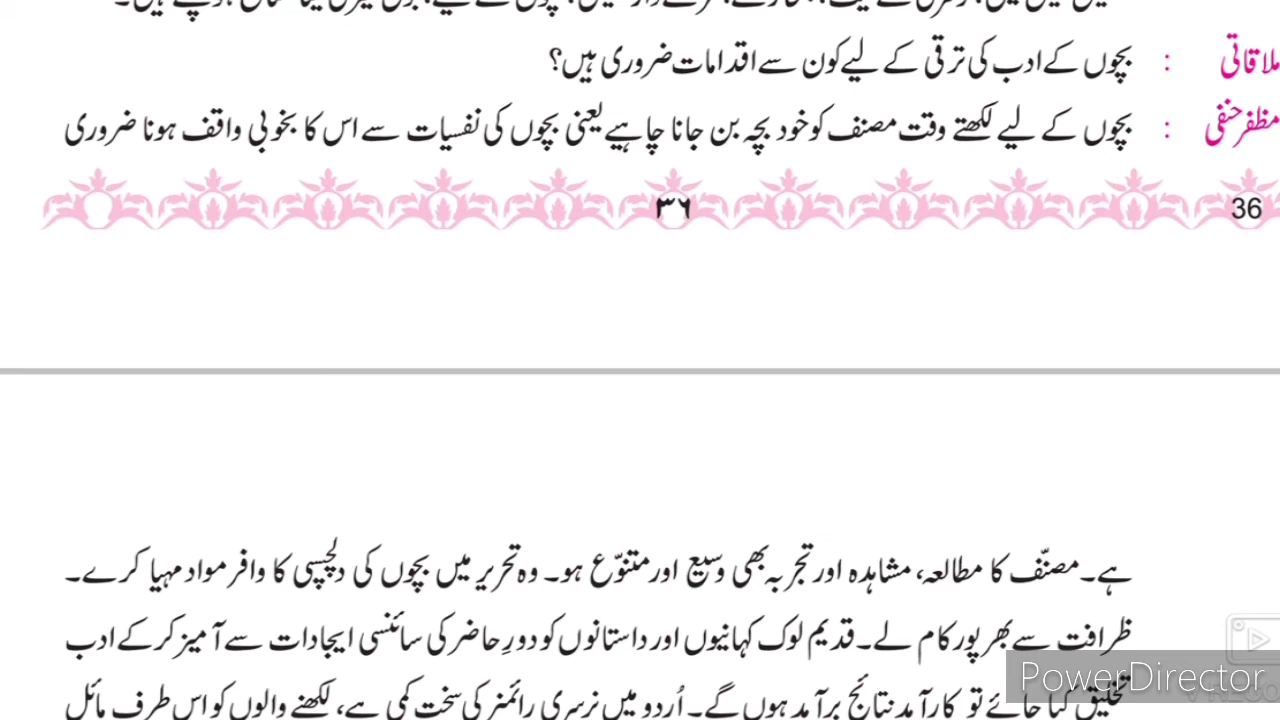 ملاقاتی : بچوں کے ادب کی ترقی کے لیے کون سے اقدامات ضروری ہیں؟
مظفر حنفی : بچوں کے لیے لکھتے وقت مصنف کو خود بچہ بن جانا چاہیے یعنی بچوں کی نفسیات سے اس کا بخوبی واقف ہونا ضروری
۳۶
36
ہے۔ مصنّف کا مطالعہ، مشاہدہ اور تجربہ بھی وسیع اور متنوّع ہو۔ وہ تحریر میں بچوں کی دلچسپی کا وافر مواد مہیا کرے۔
ظرافت سے بھرپور کام لے۔ قدیم لوک کہانیوں اور داستانوں کو دورِ حاضر کی سائنسی ایجادات سے آمیز کرکے ادب
تخلیق کیا جائے تو کارآمد نتائج برآمد ہوں گے۔ اُردو میں نرسری رائمنر کی سخت کمی ہے، لکھنے والوں کو اس طرف مائل
PowerDirector